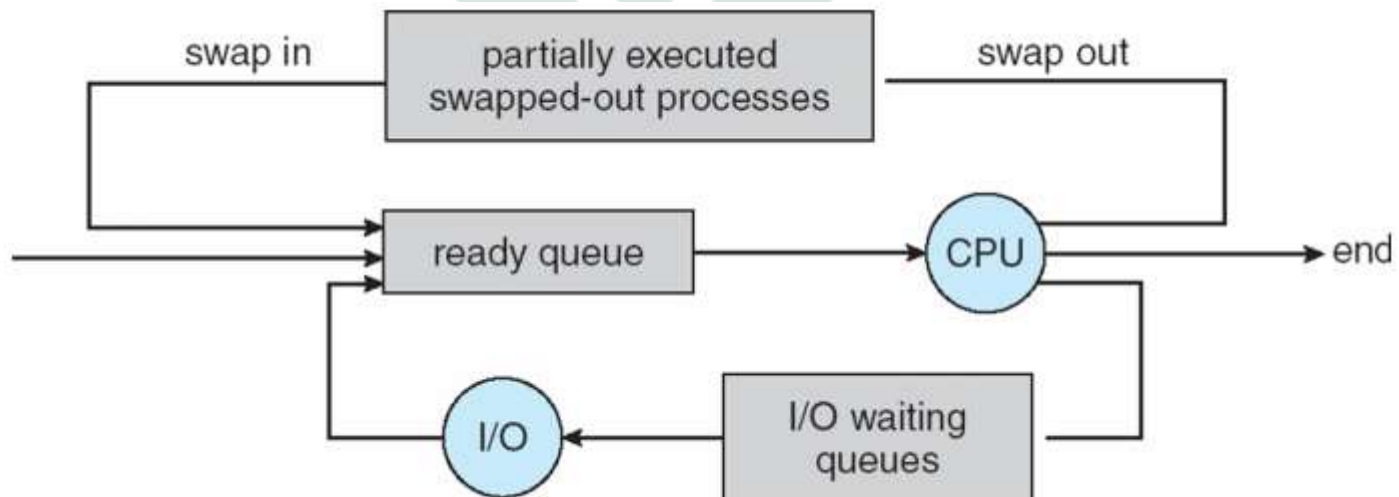 swap in
partially executed
swapped-out processes
swap out
ready queue
CPU
end
I/O
I/O waiting
queues